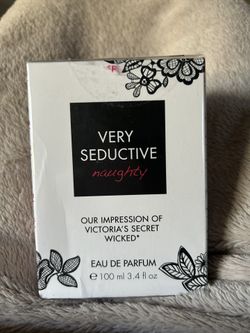 VERY
SEDUCTIVE
naughty
OUR IMPRESSION OF
VICTORIA'S SECRET
WICKED*
EAU DE PARFUM
℮ 100 ml 3.4 fl oz